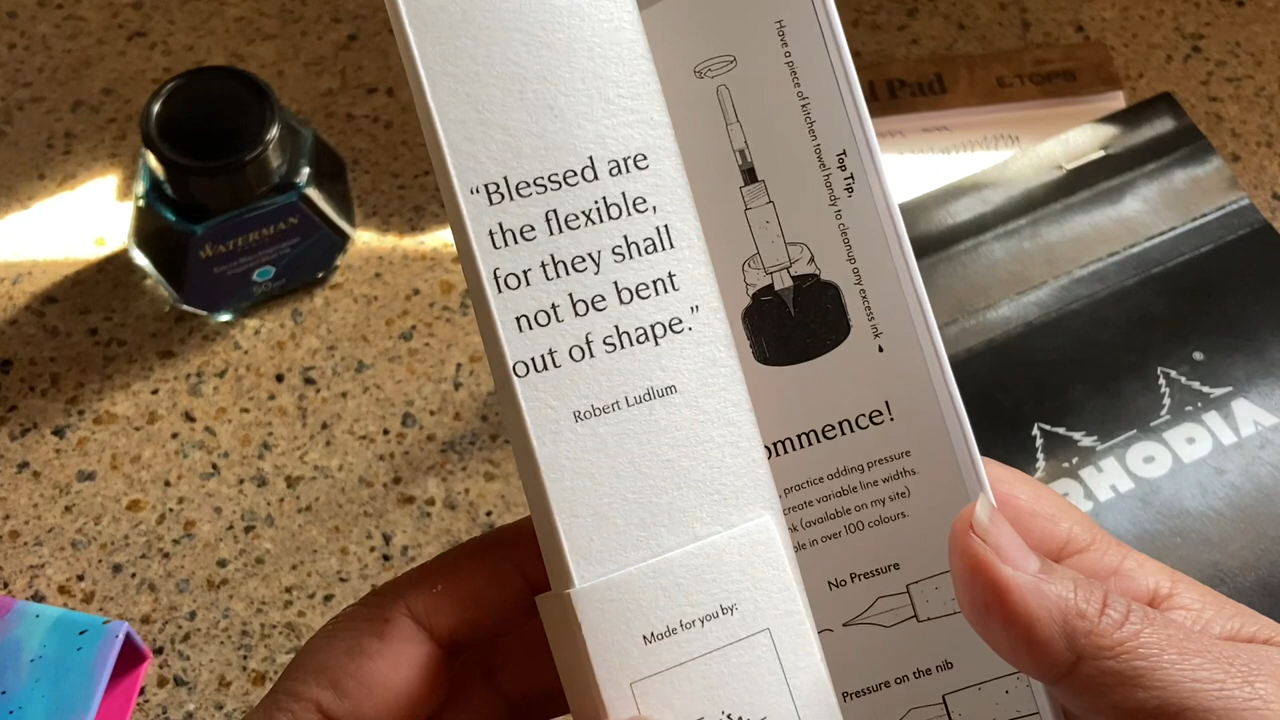 “Blessed are
the flexible,
for they shall
not be bent
out of shape.”
Robert Ludlum
Made for you by:
Top Tip,
Have a piece of kitchen towel handy to cleanup any excess ink
ommence!
, practice adding pressure
create variable line widths.
nk (available on my site)
ble in over 100 colours.
No Pressure
Pressure on the nib
WATERMAN
50 ml
l Pad
TOPS
RHODIA
®